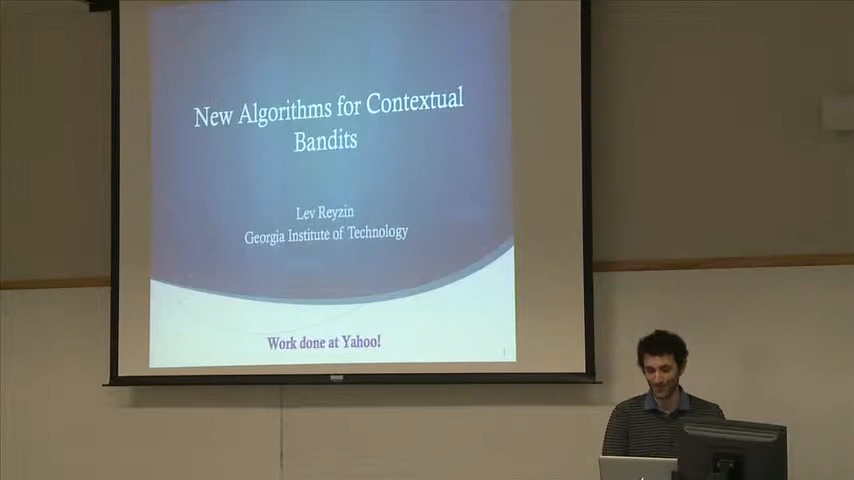 New Algorithms for Contextual
Bandits
Lev Reyzin
Georgia Institute of Technology
Work done at Yahoo!